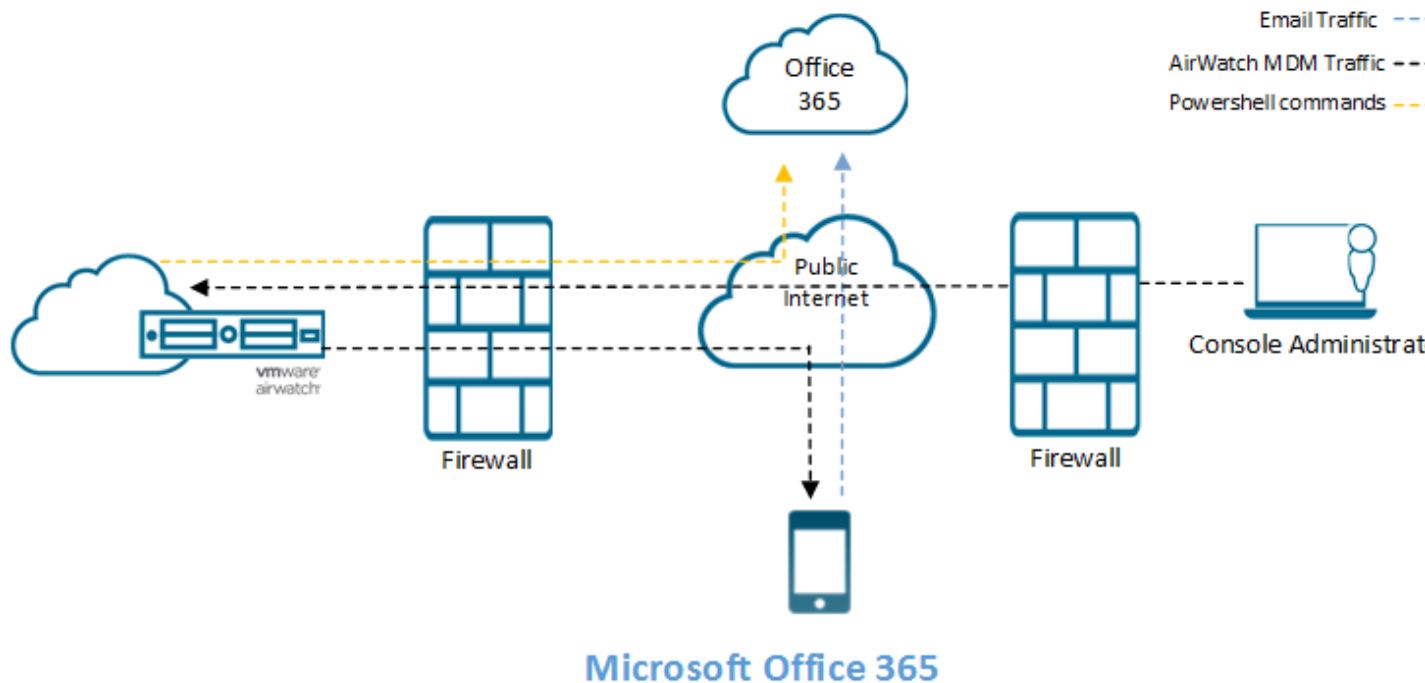 Email Traffic
AirWatch MDM Traffic
Powershell commands
Office
365
Public
Internet
vmware
airwatch
Firewall
Firewall
Console Administrat
Microsoft Office 365